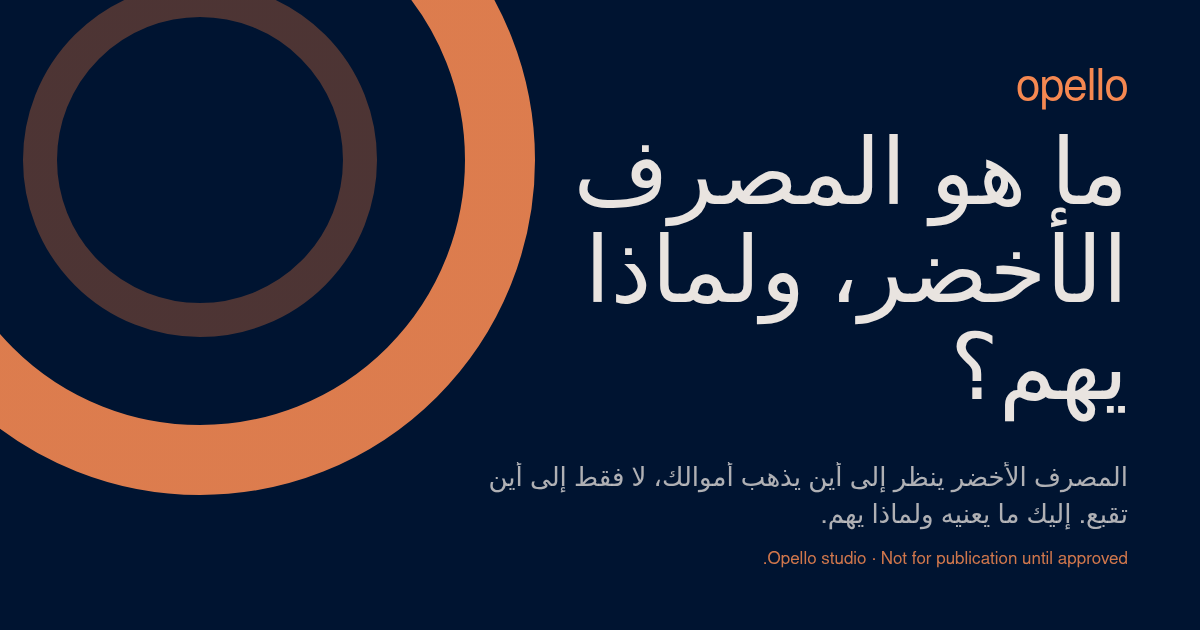 opello
ما هو المصرف
الأخضر، ولماذا
يهم؟
المصرف الأخضر ينظر إلى أين يذهب أموالك، لا فقط إلى أين
تقبع. إليك ما يعنيه ولماذا يهم.
Opello studio · Not for publication until approved.